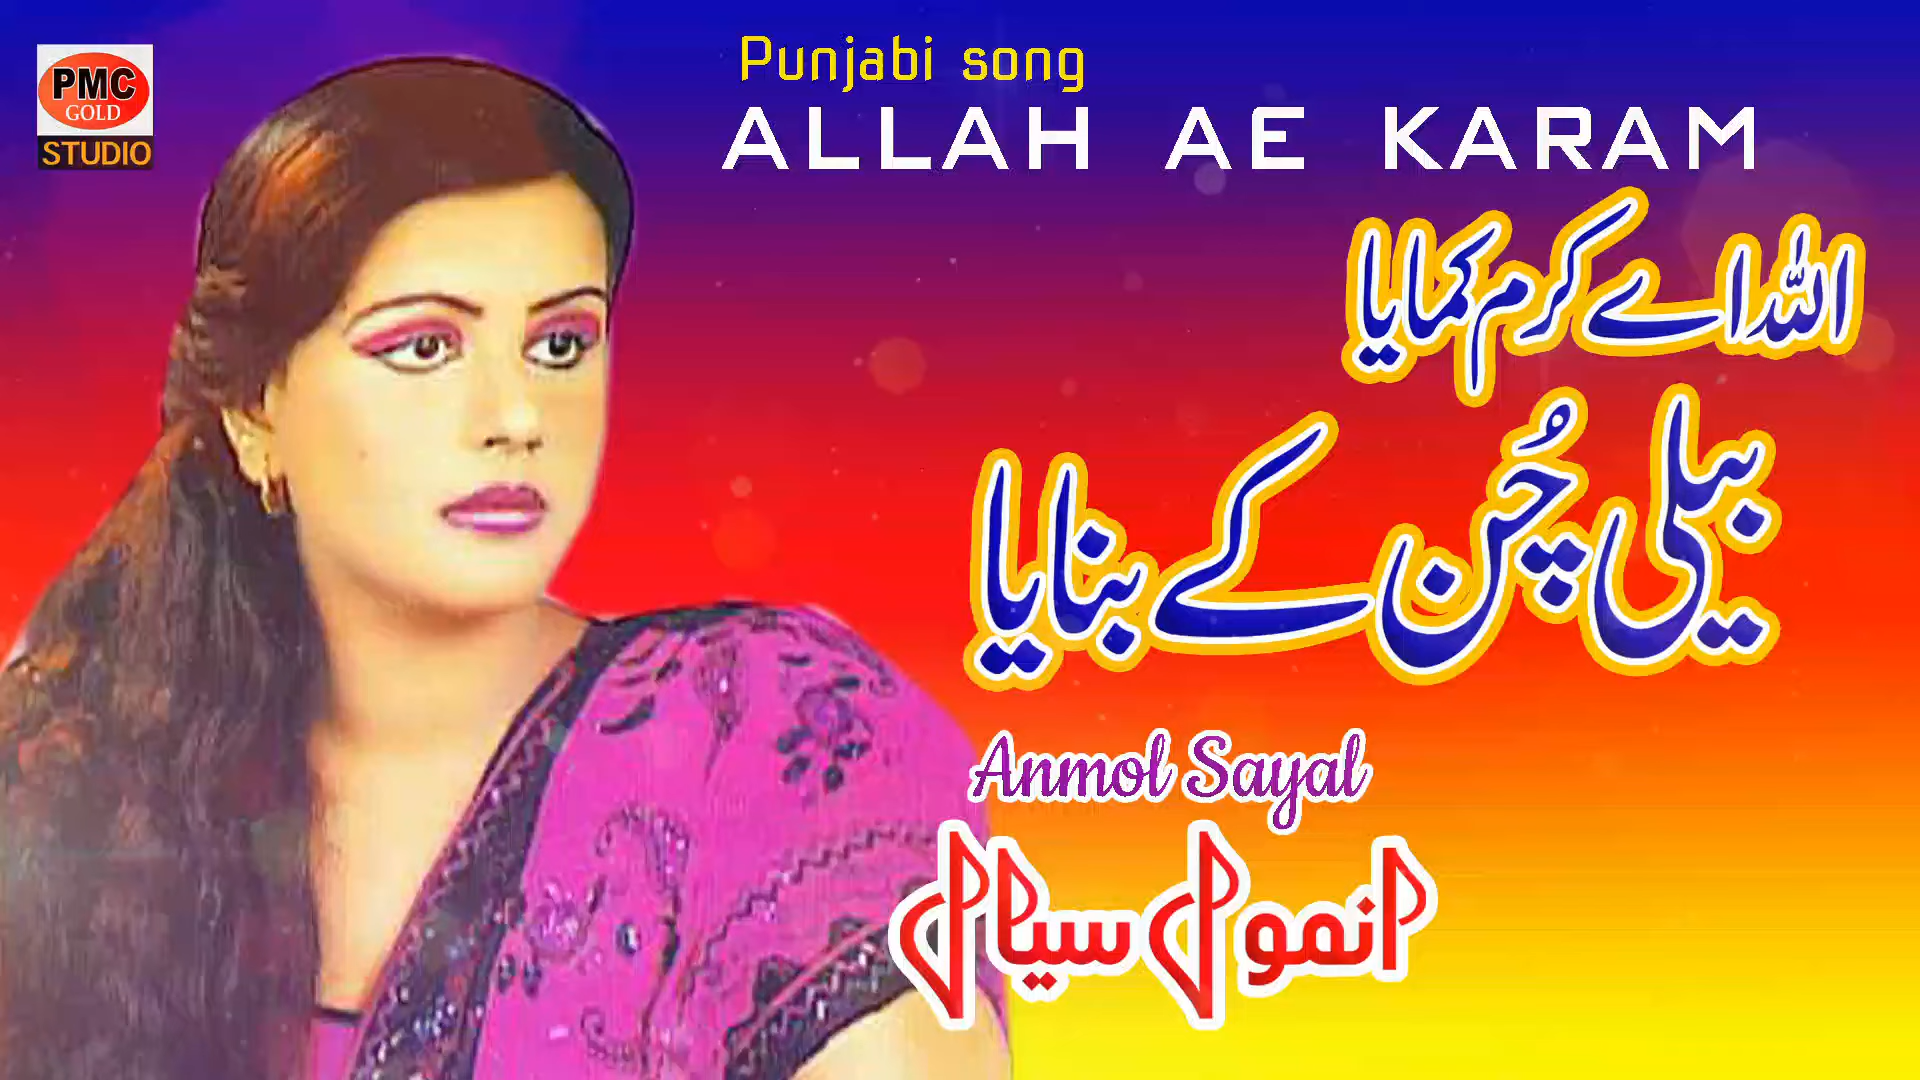 PMC
GOLD
STUDIO
Punjabi song
ALLAH AE KARAM
اللہ اے کرم کمایا
بیلی چُن کے بنایا
Anmol Sayal
انمول سیال